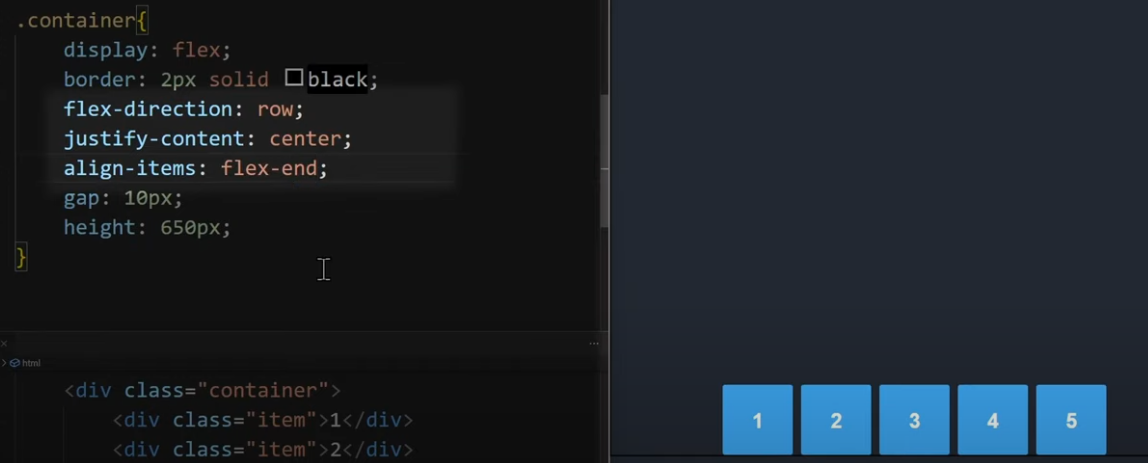 .container{
display: flex;
border: 2px solid black;
flex-direction: row;
justify-content: center;
align-items: flex-end;
gap: 10px;
height: 650px;
}
html
<div class="container">
<div class="item">1</div>
<div class="item">2</div>
1 2 3 4 5